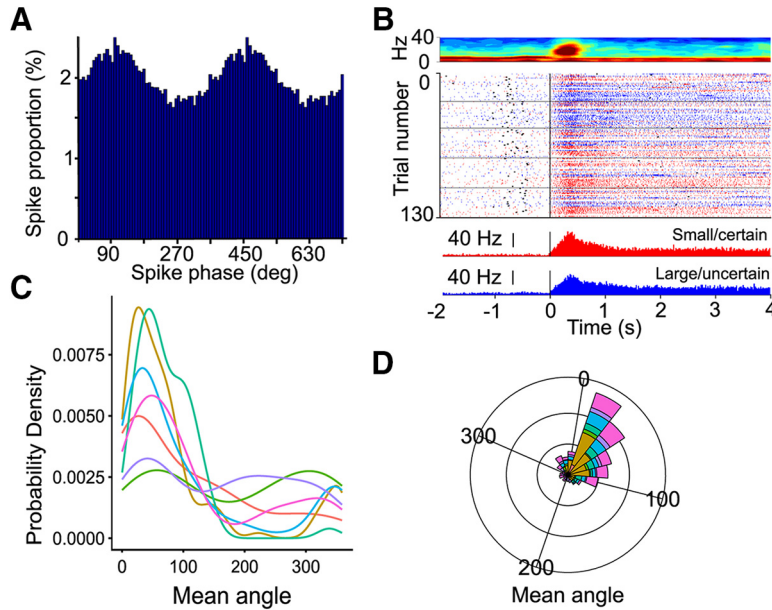 A
Spike proportion (%)
2
1
0
90 270 450 630
Spike phase (deg)
B
Hz
40
0
Trial number
0
130
40 Hz
Small/certain
40 Hz
Large/uncertain
-2 -1 0 1 2 3 4
Time (s)
C
Probability Density
0.0075
0.0050
0.0025
0.0000
0 100 200 300
Mean angle
D
0
300
100
200
Mean angle